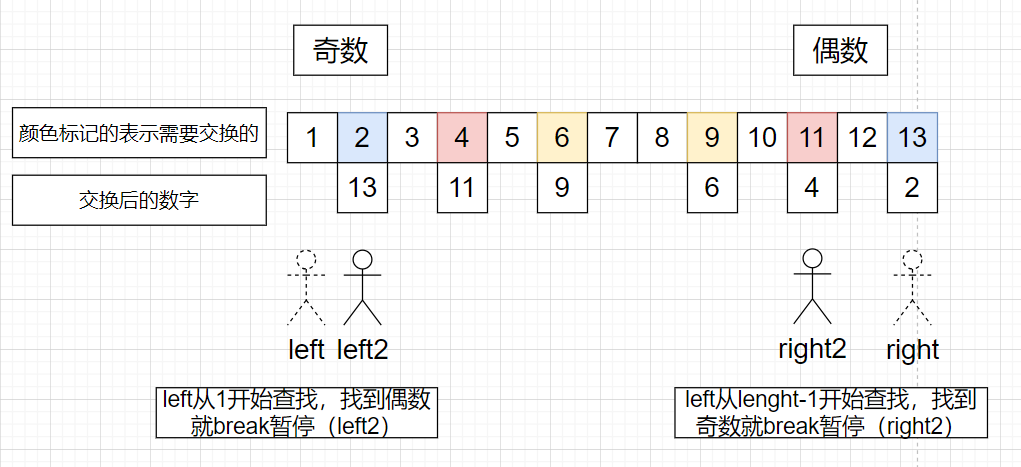 奇数
偶数
颜色标记的表示需要交换的
1 2 3 4 5 6 7 8 9 10 11 12 13
交换后的数字
13 11 9 6 4 2
left left2 right2 right
left从1开始查找，找到偶数
就break暂停（left2）
left从lenght-1开始查找，找到
奇数就break暂停（right2）